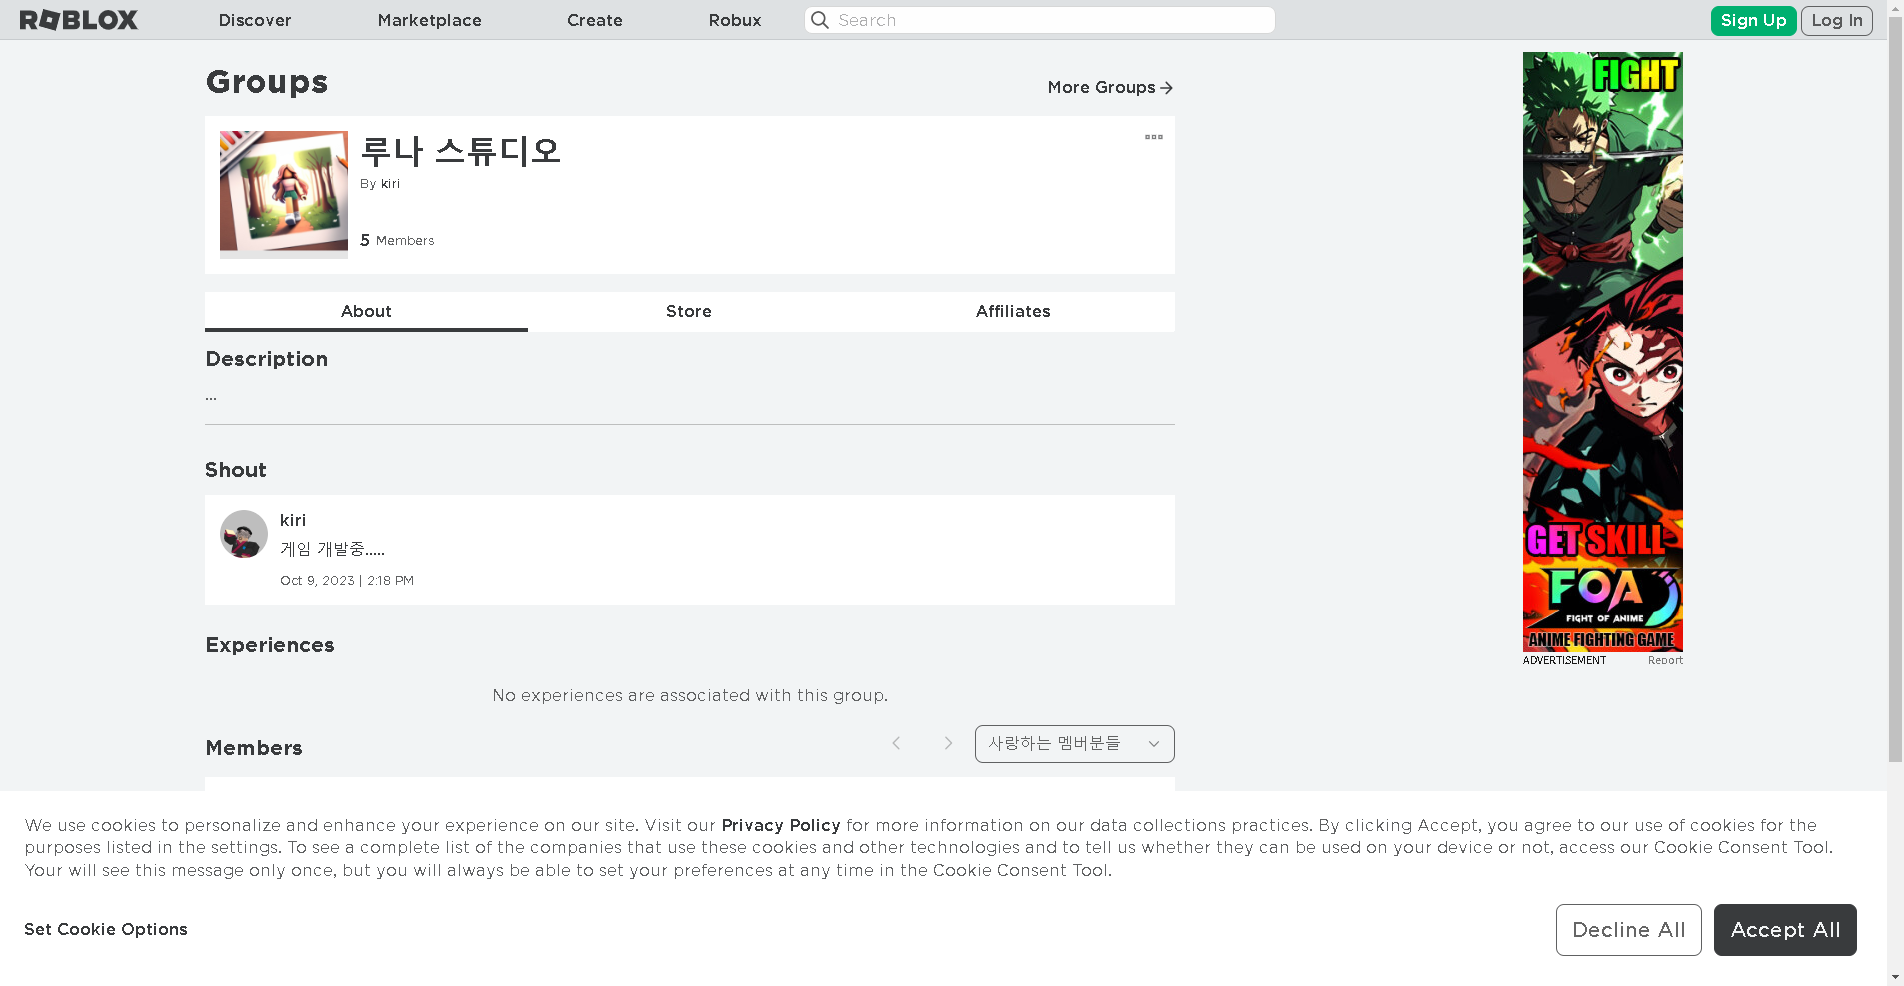 ROBLOX Discover Marketplace Create Robux Search Sign Up Log In
Groups
More Groups
루나 스튜디오
By kiri
5 Members
About Store Affiliates
Description
...
Shout
kiri
게임 개발중.....
Oct 9, 2023 | 2:18 PM
Experiences
No experiences are associated with this group.
Members
사랑하는 멤버분들
FIGHT
GET SKILL
FOA
FIGHT OF ANIME
ANIME FIGHTING GAME
ADVERTISEMENT Report
We use cookies to personalize and enhance your experience on our site. Visit our Privacy Policy for more information on our data collections practices. By clicking Accept, you agree to our use of cookies for the
purposes listed in the settings. To see a complete list of the companies that use these cookies and other technologies and to tell us whether they can be used on your device or not, access our Cookie Consent Tool.
Your will see this message only once, but you will always be able to set your preferences at any time in the Cookie Consent Tool.
Set Cookie Options
Decline All
Accept All